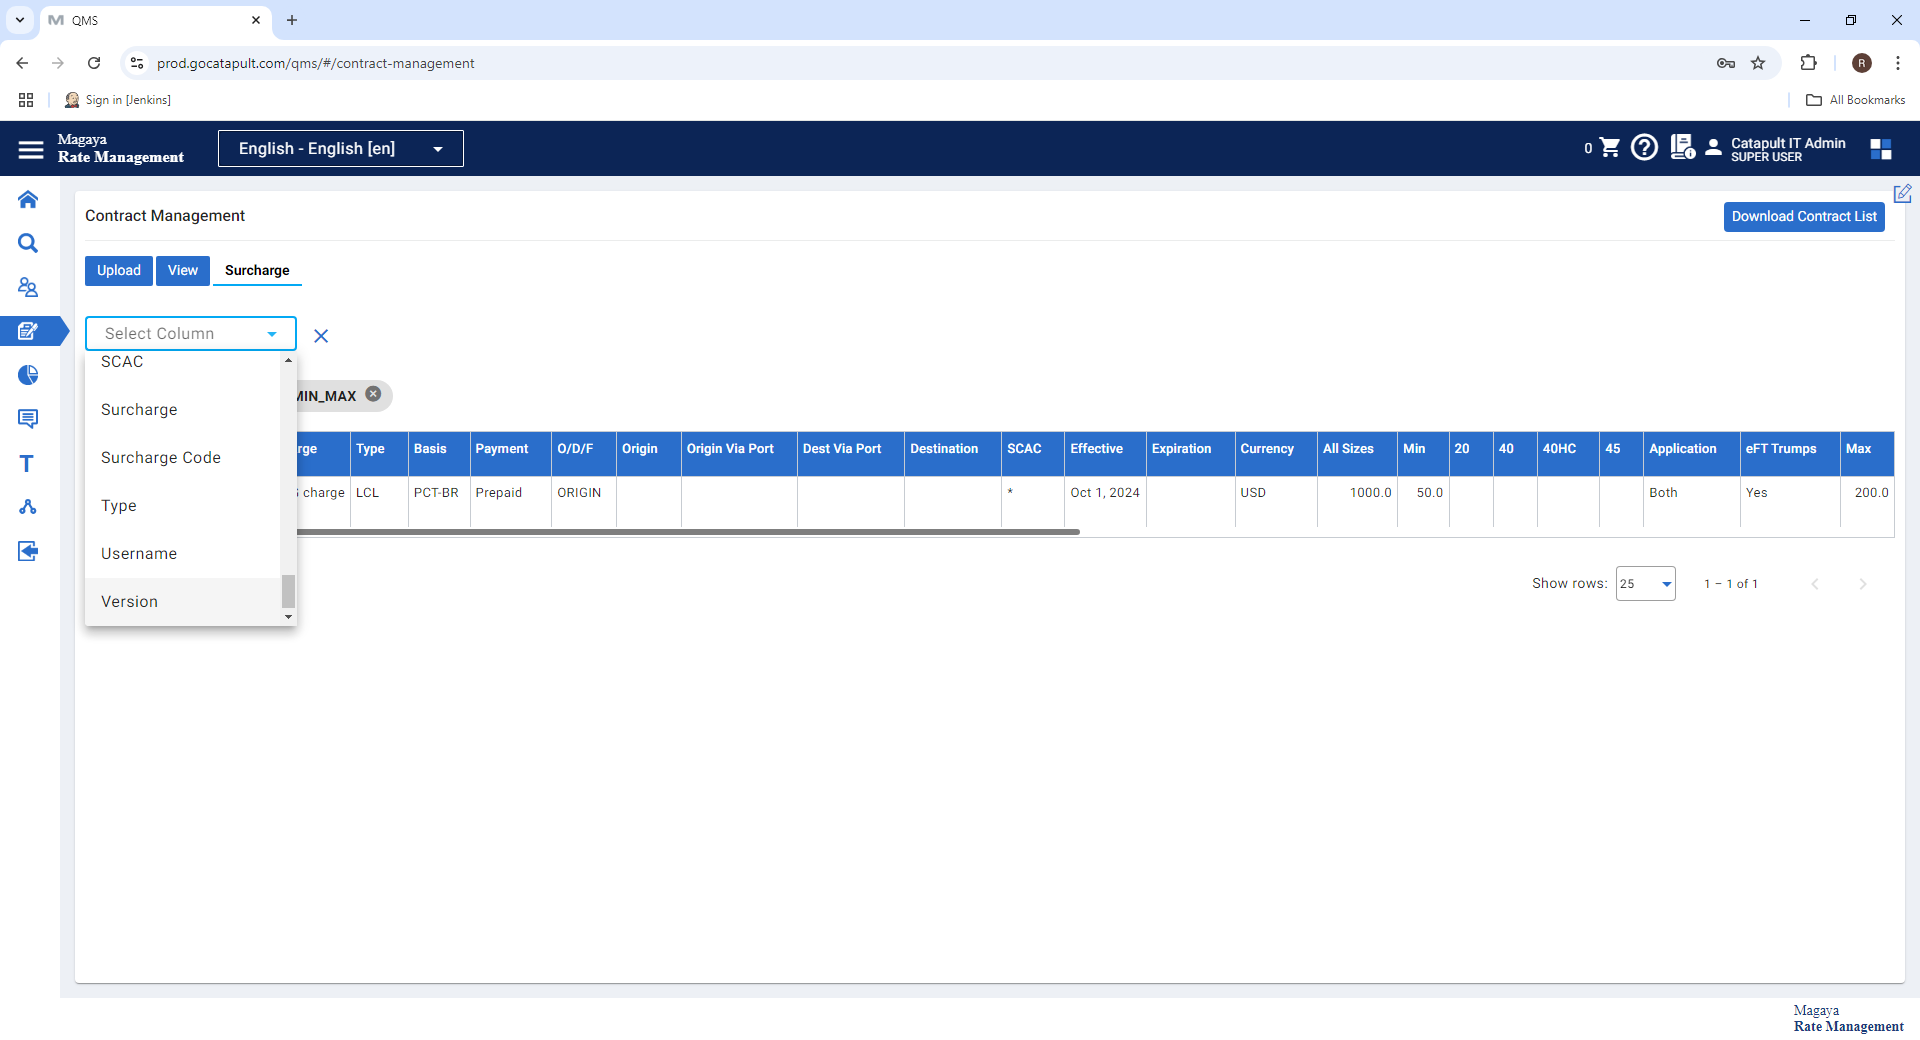 QMS
prod.gocatapult.com/qms/#/contract-management
R
Sign in [Jenkins]
All Bookmarks
Magaya
Rate Management
English - English [en]
0
Catapult IT Admin
SUPER USER
Contract Management
Download Contract List
Upload View Surcharge
Select Column
SCAC
Surcharge
Surcharge Code
Type
Username
Version
MIN_MAX
rge Type Basis Payment O/D/F Origin Origin Via Port Dest Via Port Destination SCAC Effective Expiration Currency All Sizes Min 20 40 40HC 45 Application eFT Trumps Max
charge LCL PCT-BR Prepaid ORIGIN * Oct 1, 2024 USD 1000.0 50.0 Both Yes 200.0
Show rows: 25 1 – 1 of 1
Magaya
Rate Management